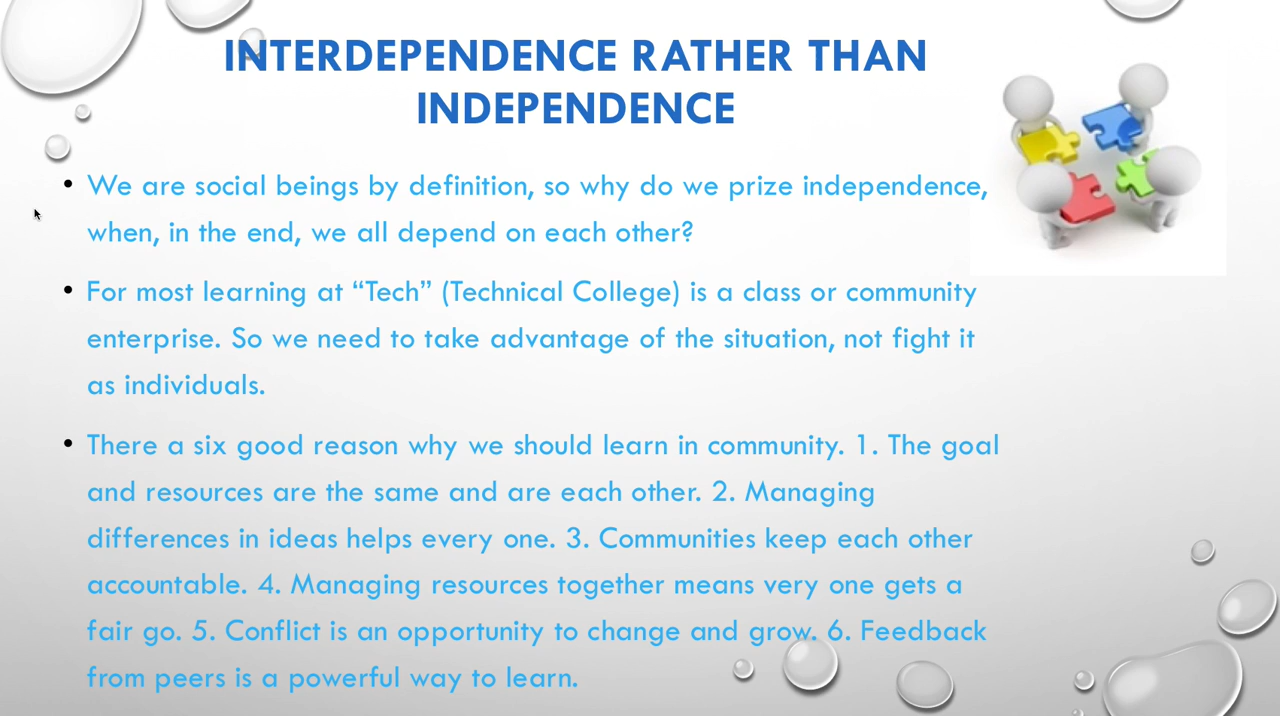 INTERDEPENDENCE RATHER THAN
INDEPENDENCE
• We are social beings by definition, so why do we prize independence,
when, in the end, we all depend on each other?
• For most learning at “Tech” (Technical College) is a class or community
enterprise. So we need to take advantage of the situation, not fight it
as individuals.
• There a six good reason why we should learn in community. 1. The goal
and resources are the same and are each other. 2. Managing
differences in ideas helps every one. 3. Communities keep each other
accountable. 4. Managing resources together means very one gets a
fair go. 5. Conflict is an opportunity to change and grow. 6. Feedback
from peers is a powerful way to learn.